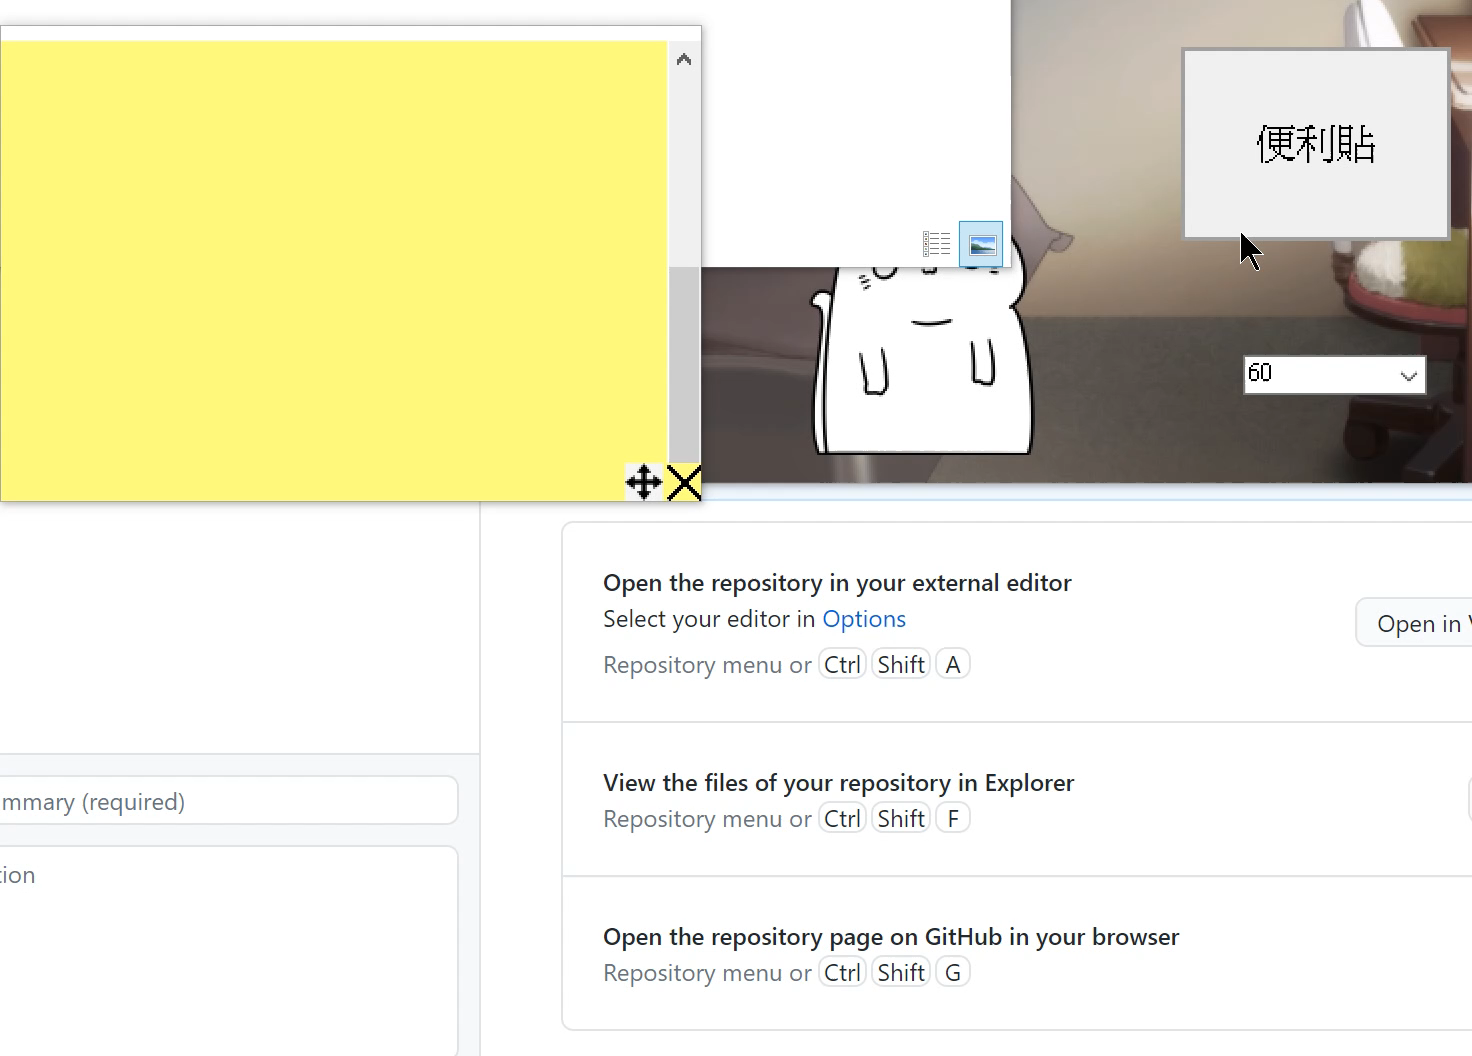 便利貼
60
Open the repository in your external editor
Select your editor in Options
Open in
Repository menu or Ctrl Shift A
View the files of your repository in Explorer
Repository menu or Ctrl Shift F
mmary (required)
tion
Open the repository page on GitHub in your browser
Repository menu or Ctrl Shift G